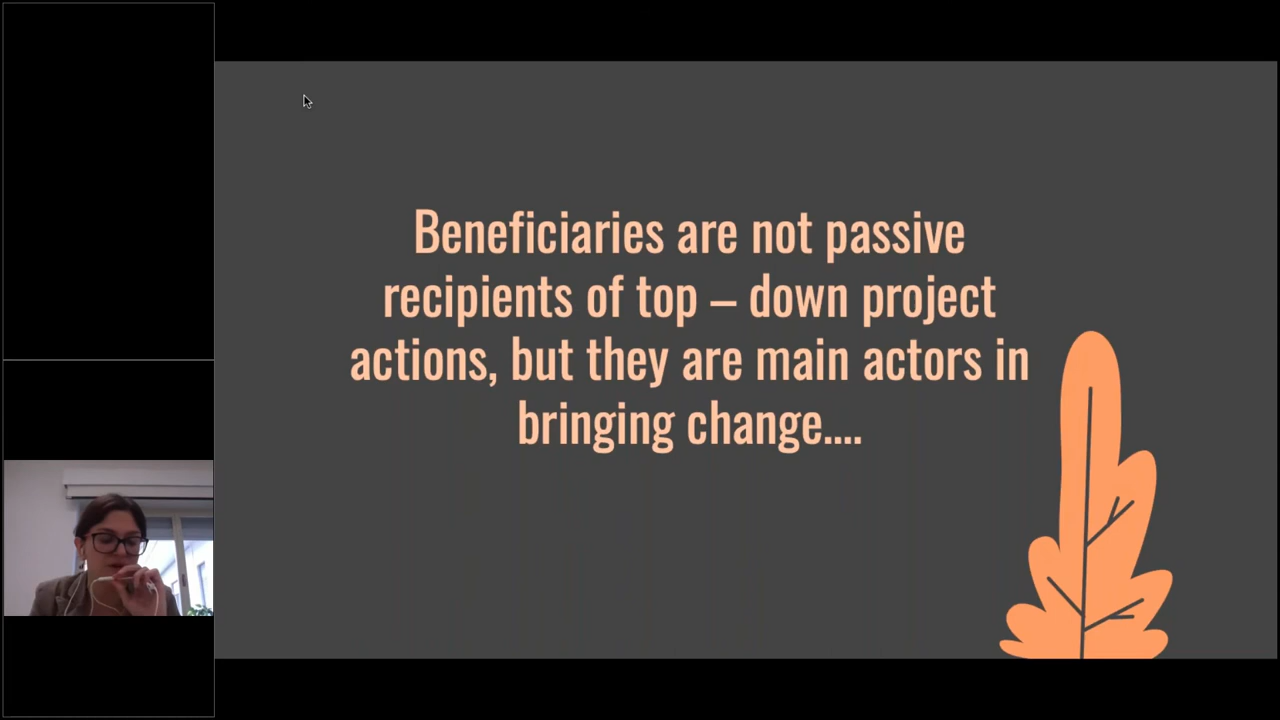 Beneficiaries are not passive
recipients of top – down project
actions, but they are main actors in
bringing change....